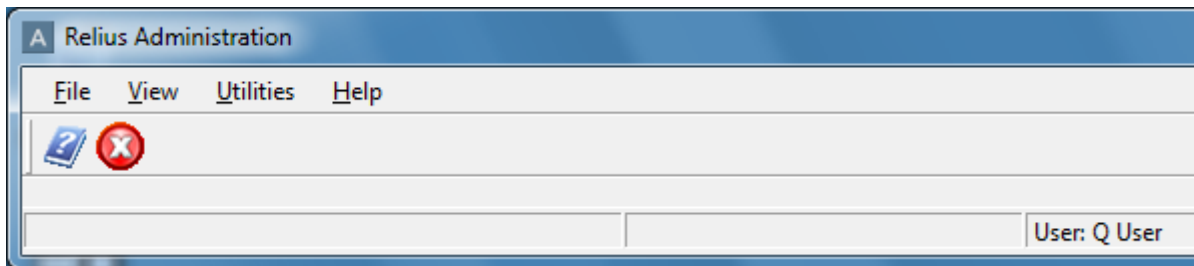 A Relius Administration
File View Utilities Help
User: Q User